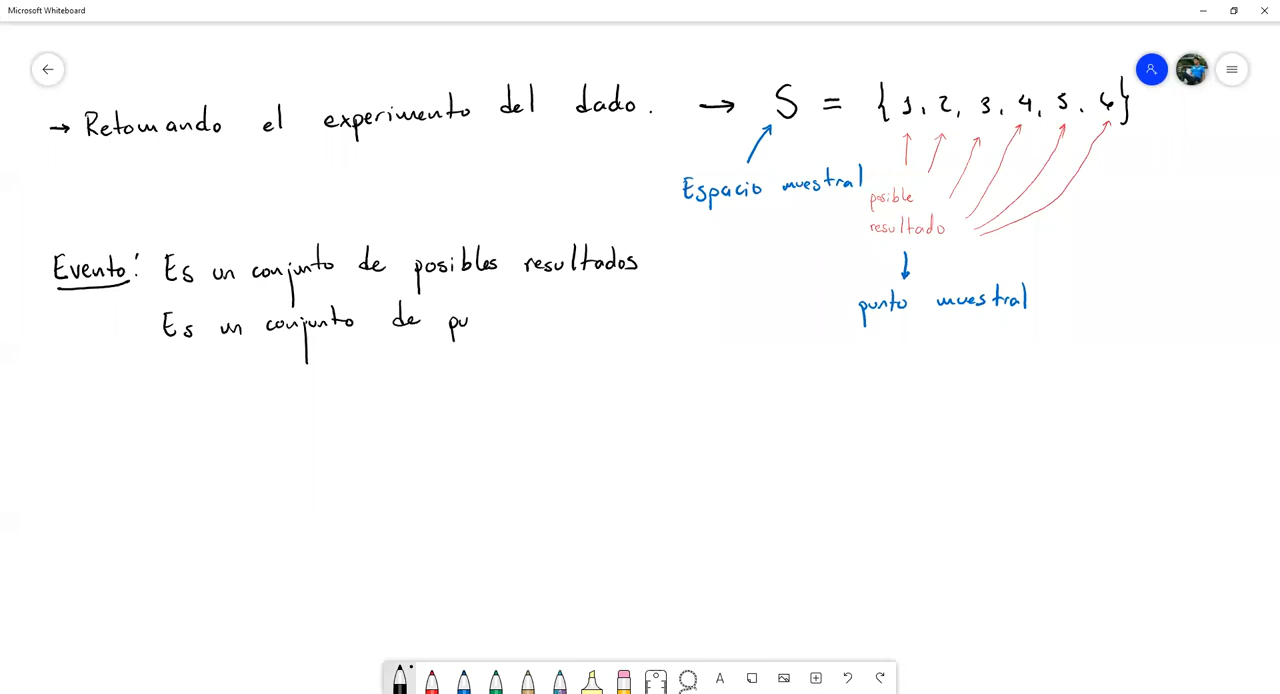 Microsoft Whiteboard
→ Retomando el experimento del dado. → S = {1, 2, 3, 4, 5, 6}
Espacio muestral
posible
resultado
punto muestral
Evento: Es un conjunto de posibles resultados
Es un conjunto de pu
A